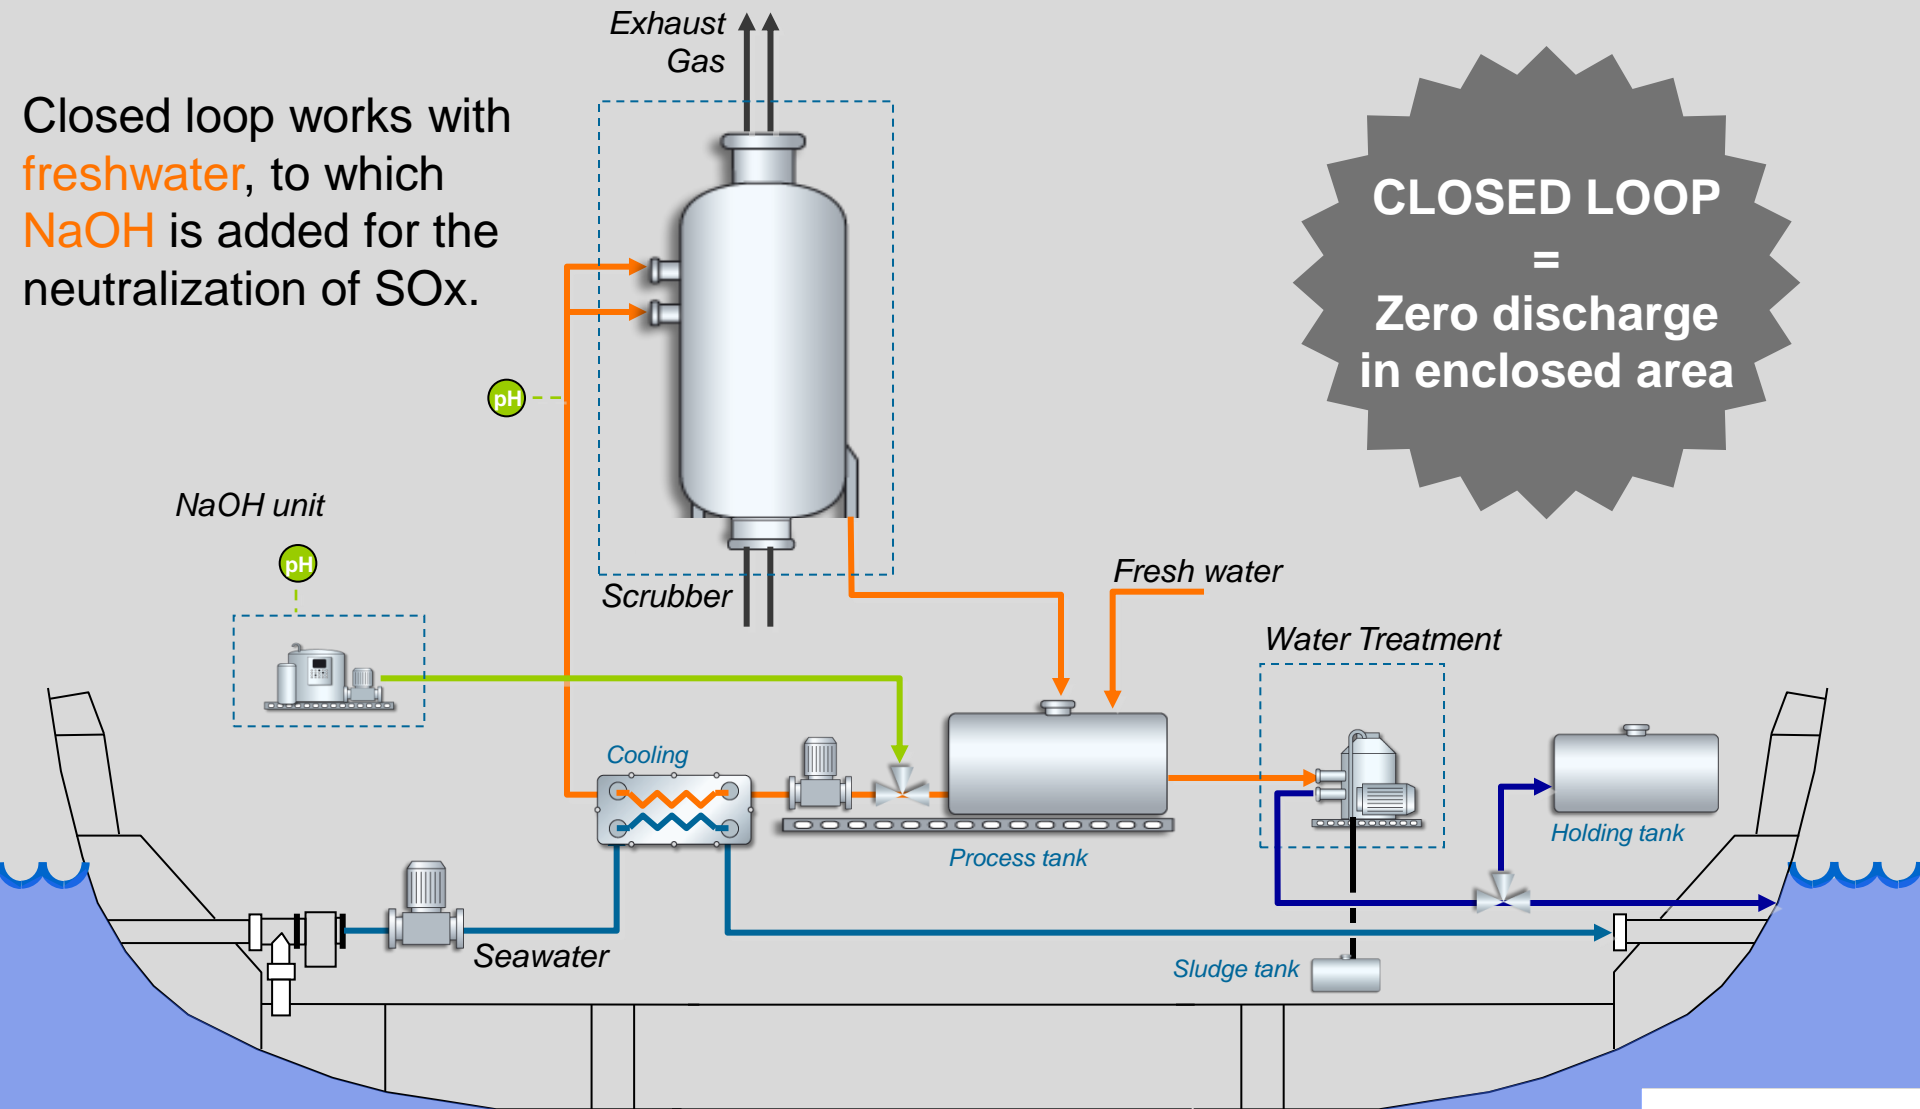 Exhaust
Gas
Closed loop works with
freshwater, to which
NaOH is added for the
neutralization of SOx.
CLOSED LOOP
=
Zero discharge
in enclosed area
pH
NaOH unit
pH
Scrubber
Fresh water
Water Treatment
Cooling
Process tank
Holding tank
Seawater
Sludge tank